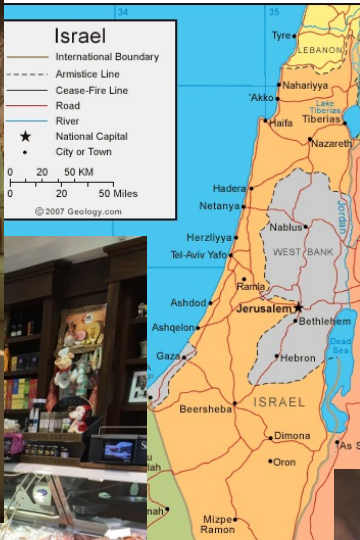 Israel
International Boundary
Armistice Line
Cease-Fire Line
Road
River
National Capital
City or Town
0 20 50 KM
0 20 50 Miles
© 2007 Geology.com
34
35
Tyre
LEBANON
Nahariyya
'Akko
Lake
Tiberias
Haifa
Tiberias
Nazareth
Hadera
Netanya
Jordan
Nablus
Herzliyya
WEST BANK
Tel-Aviv Yafo
Ramla
Ashdod
Jerusalem
Bethlehem
Ashqelon
Dead
Sea
Gaza
Hebron
Beersheba
ISRAEL
Dimona
As S
Oron
u
lah
nah
Mizpe
Ramon